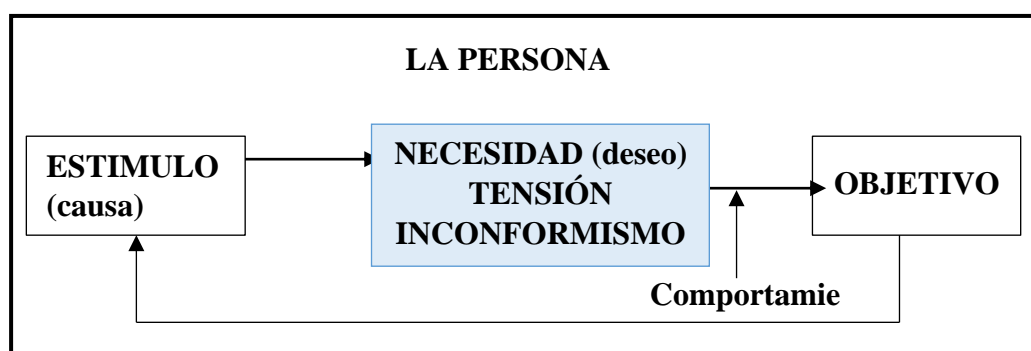 LA PERSONA
ESTIMULO
(causa)
NECESIDAD (deseo)
TENSIÓN
INCONFORMISMO
OBJETIVO
Comportamie